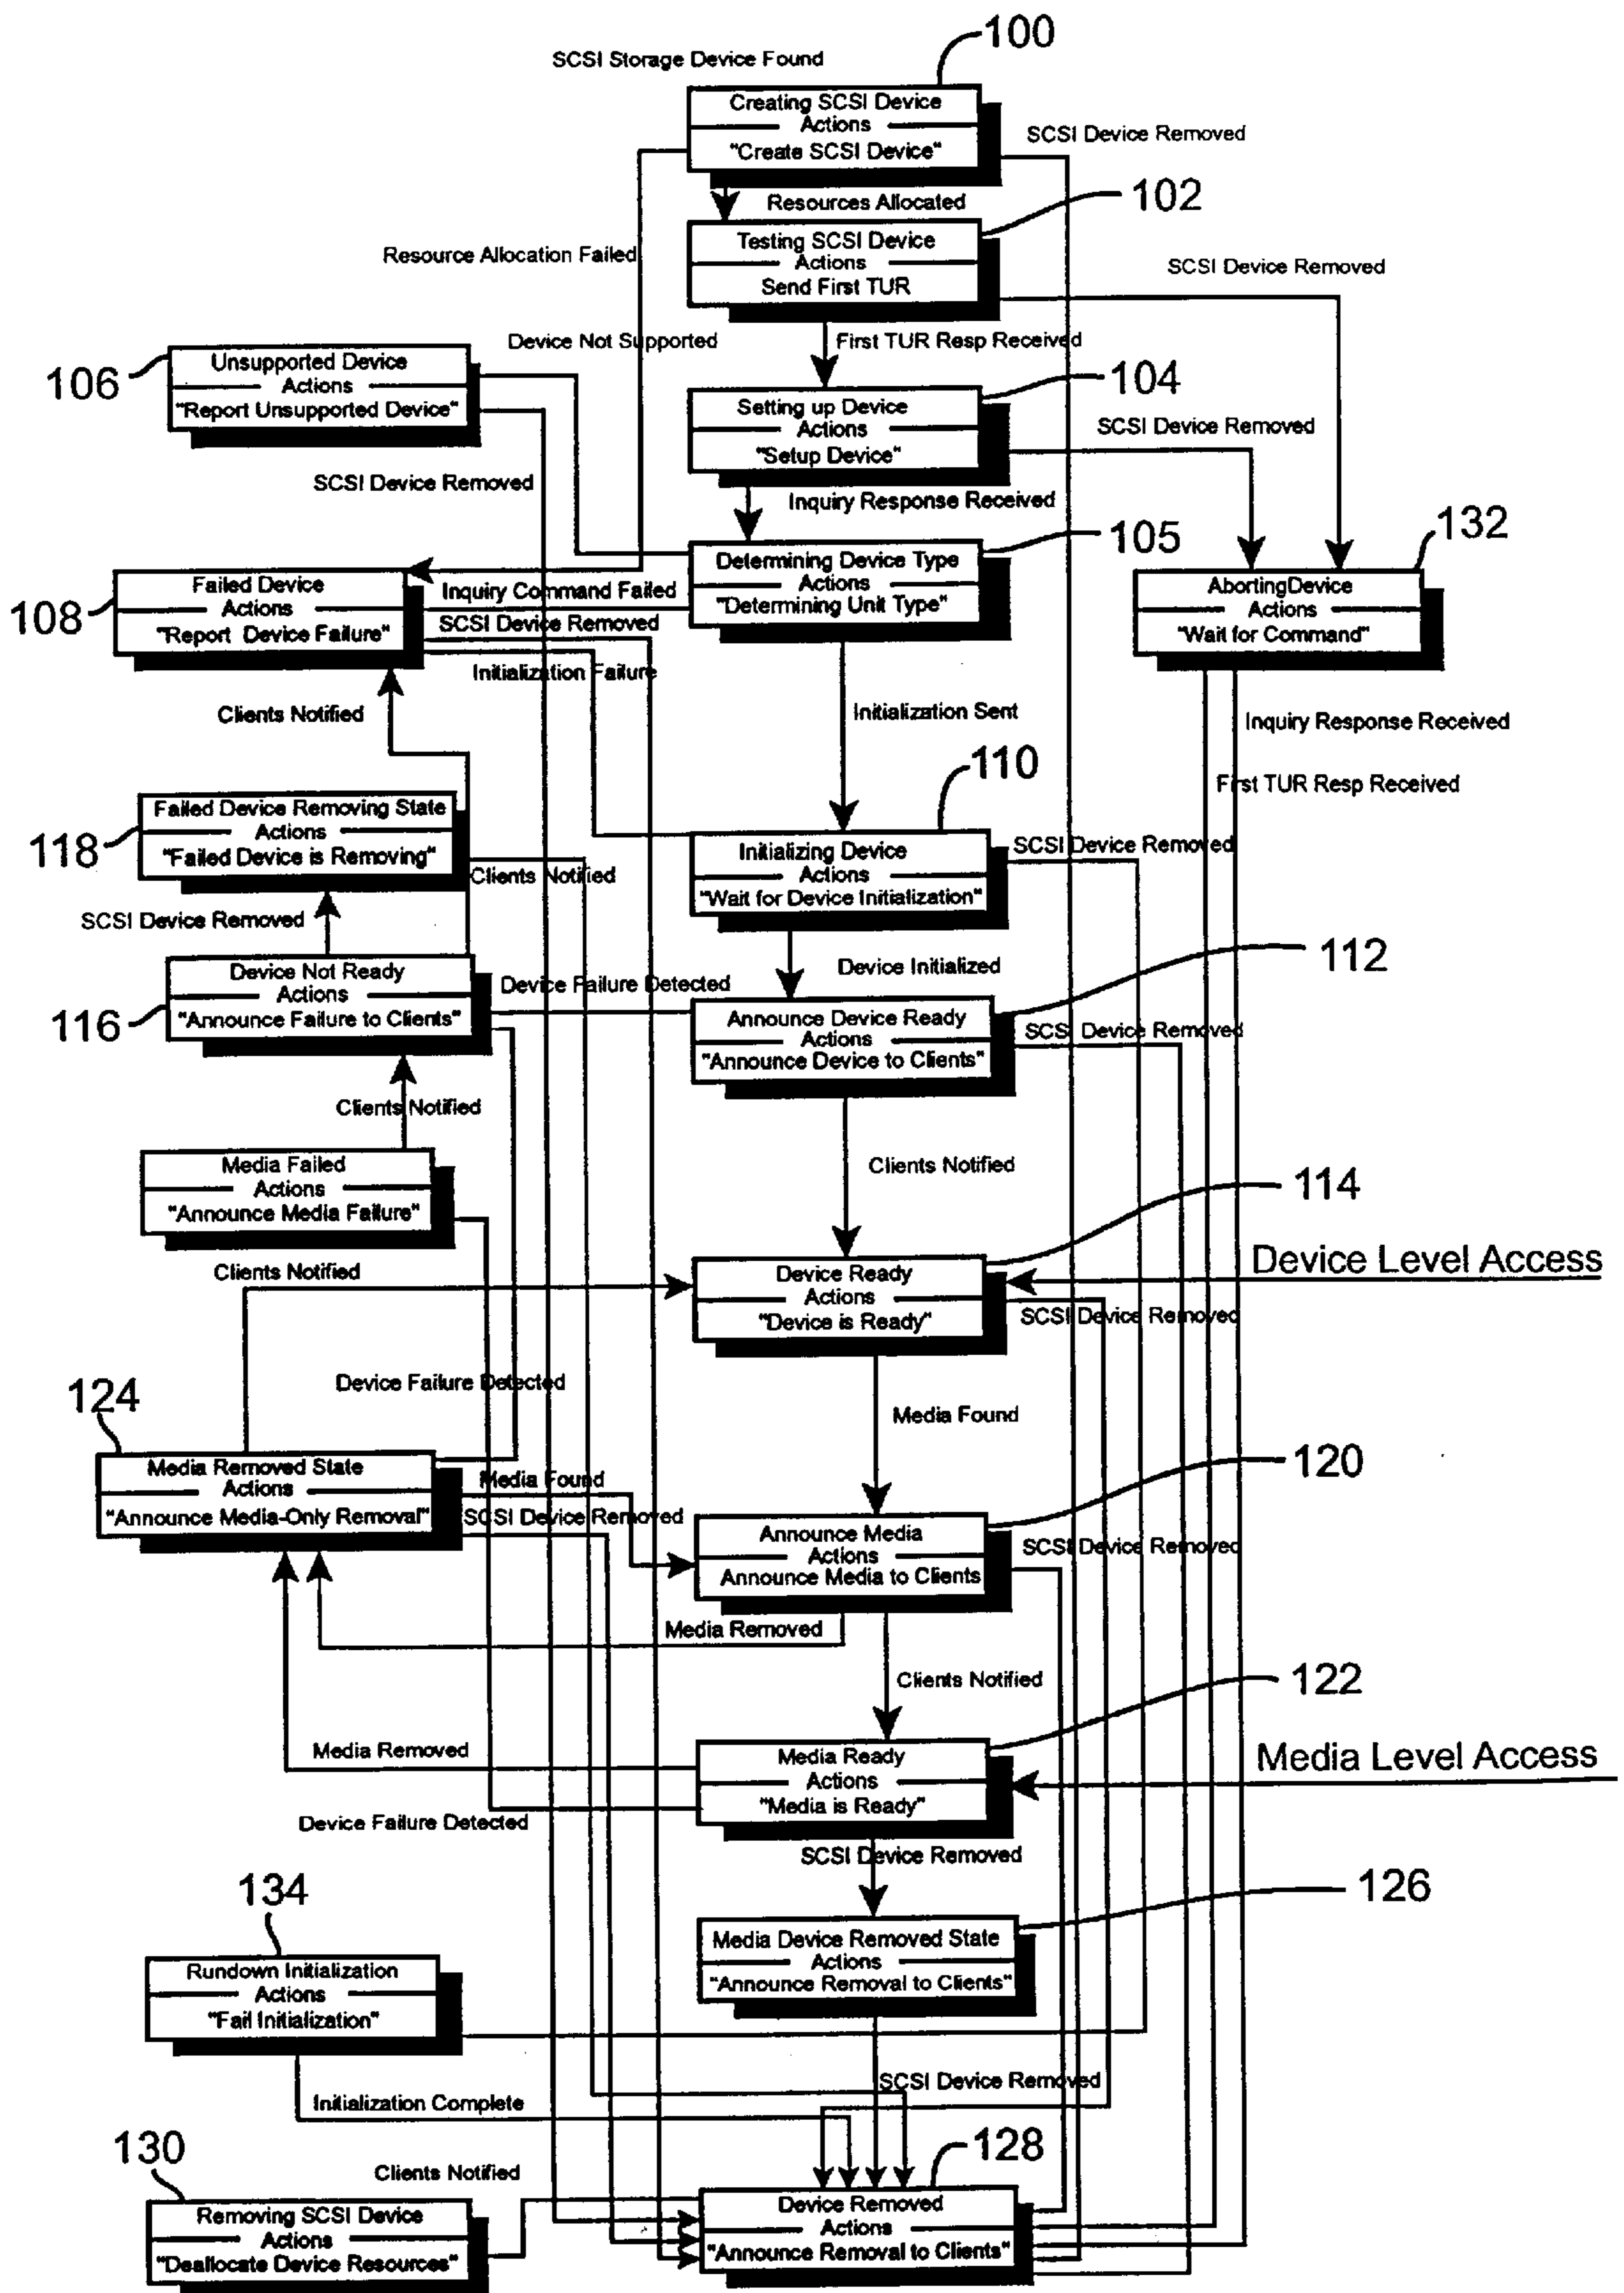 100
SCSI Storage Device Found
Creating SCSI Device
Actions
"Create SCSI Device"
SCSI Device Removed
Resources Allocated
102
Resource Allocation Failed
Testing SCSI Device
Actions
Send First TUR
SCSI Device Removed
Device Not Supported
First TUR Resp Received
106
Unsupported Device
Actions
"Report Unsupported Device"
104
Setting up Device
Actions
"Setup Device"
SCSI Device Removed
SCSI Device Removed
Inquiry Response Received
105
132
Determining Device Type
Actions
"Determining Unit Type"
108
Failed Device
Actions
"Report Device Failure"
Inquiry Command Failed
SCSI Device Removed
Initialization Failure
AbortingDevice
Actions
"Wait for Command"
Clients Notified
Initialization Sent
Inquiry Response Received
First TUR Resp Received
110
118
Failed Device Removing State
Actions
"Failed Device is Removing"
Clients Notified
Initializing Device
Actions
"Wait for Device Initialization"
SCSI Device Removed
SCSI Device Removed
112
116
Device Not Ready
Actions
"Announce Failure to Clients"
Device Failure Detected
Device Initialized
Announce Device Ready
Actions
"Announce Device to Clients"
SCSI Device Removed
Clients Notified
Media Failed
Actions
"Announce Media Failure"
Clients Notified
114
Device Level Access
Clients Notified
Device Ready
Actions
"Device is Ready"
SCSI Device Removed
Device Failure Detected
124
Media Found
Media Removed State
Actions
"Announce Media-Only Removal"
Media Found
SCSI Device Removed
120
Announce Media
Actions
Announce Media to Clients
SCSI Device Removed
Media Removed
Clients Notified
122
Media Level Access
Media Removed
Media Ready
Actions
"Media is Ready"
Device Failure Detected
SCSI Device Removed
134
126
Media Device Removed State
Actions
"Announce Removal to Clients"
Rundown Initialization
Actions
"Fail Initialization"
SCSI Device Removed
Initialization Complete
130
128
Clients Notified
Removing SCSI Device
Actions
"Deallocate Device Resources"
Device Removed
Actions
"Announce Removal to Clients"